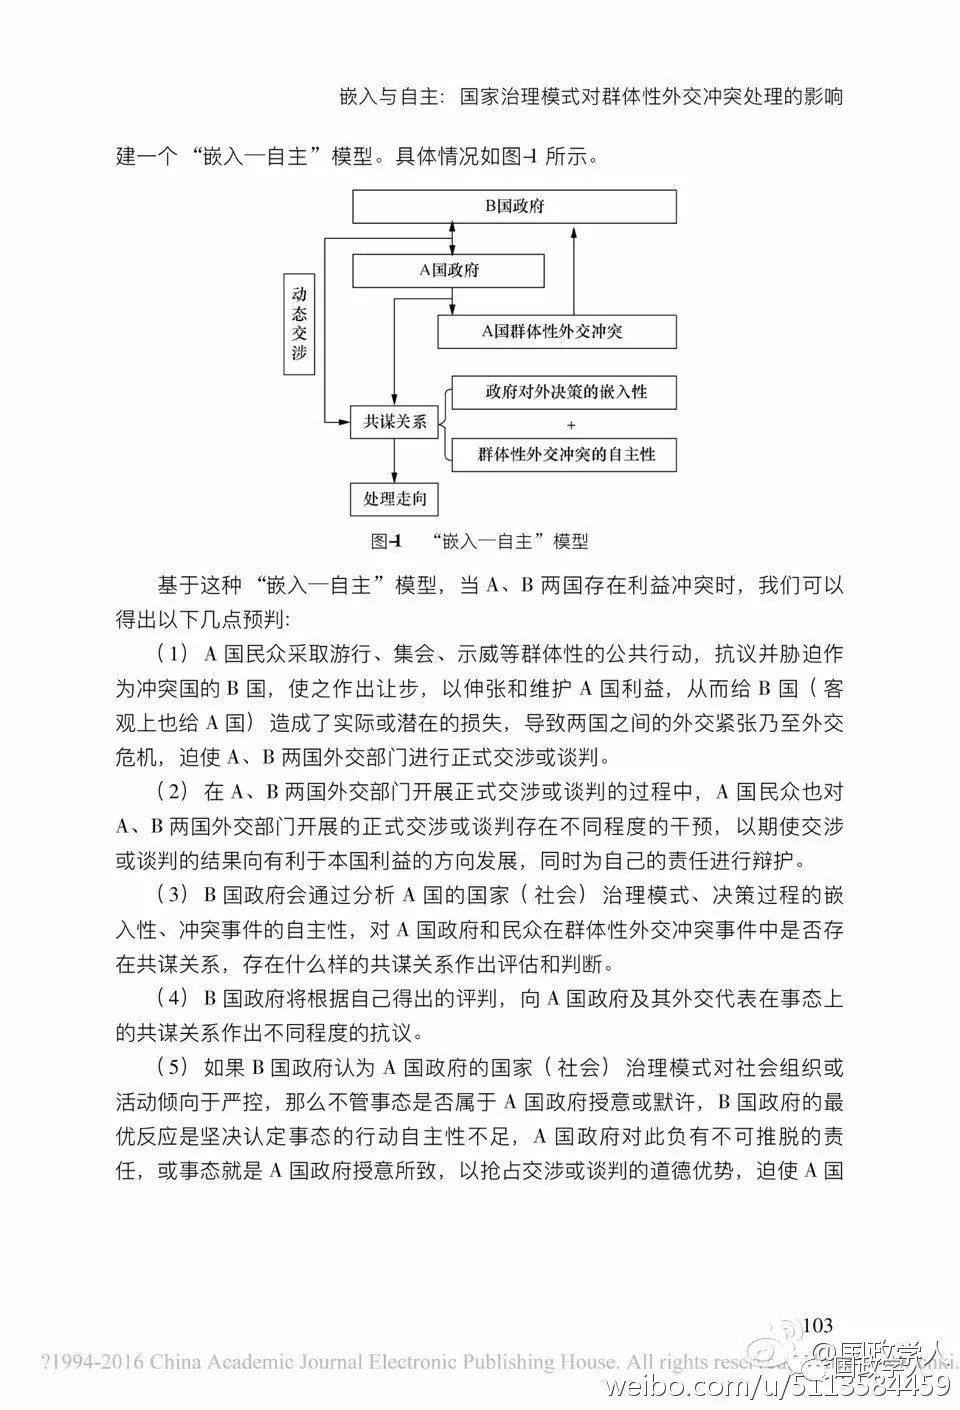 嵌入与自主：国家治理模式对群体性外交冲突处理的影响
建一个“嵌入—自主”模型。具体情况如图-1 所示。
B国政府
A国政府
动态交涉
A国群体性外交冲突
政府对外决策的嵌入性
共谋关系
+
群体性外交冲突的自主性
处理走向
图-1 “嵌入—自主”模型
基于这种“嵌入—自主”模型，当 A、B 两国存在利益冲突时，我们可以
得出以下几点预判：
（1） A 国民众采取游行、集会、示威等群体性的公共行动，抗议并胁迫作
为冲突国的 B 国，使之作出让步，以伸张和维护 A 国利益，从而给 B 国（客
观上也给 A 国）造成了实际或潜在的损失，导致两国之间的外交紧张乃至外交
危机，迫使 A、B 两国外交部门进行正式交涉或谈判。
（2） 在 A、B 两国外交部门开展正式交涉或谈判的过程中，A 国民众也对
A、B 两国外交部门开展的正式交涉或谈判存在不同程度的干预，以期使交涉
或谈判的结果向有利于本国利益的方向发展，同时为自己的责任进行辩护。
（3） B 国政府会通过分析 A 国的国家（社会）治理模式、决策过程的嵌
入性、冲突事件的自主性，对 A 国政府和民众在群体性外交冲突事件中是否存
在共谋关系，存在什么样的共谋关系作出评估和判断。
（4） B 国政府将根据自己得出的评判，向 A 国政府及其外交代表在事态上
的共谋关系作出不同程度的抗议。
（5） 如果 B 国政府认为 A 国政府的国家（社会）治理模式对社会组织或
活动倾向于严控，那么不管事态是否属于 A 国政府授意或默许，B 国政府的最
优反应是坚决认定事态的行动自主性不足，A 国政府对此负有不可推脱的责
任，或事态就是 A 国政府授意所致，以抢占交涉或谈判的道德优势，迫使 A 国
103
?1994-2016 China Academic Journal Electronic Publishing House. All rights reserved.
@国政学人
国政学人
weibo.com/u/5113584459